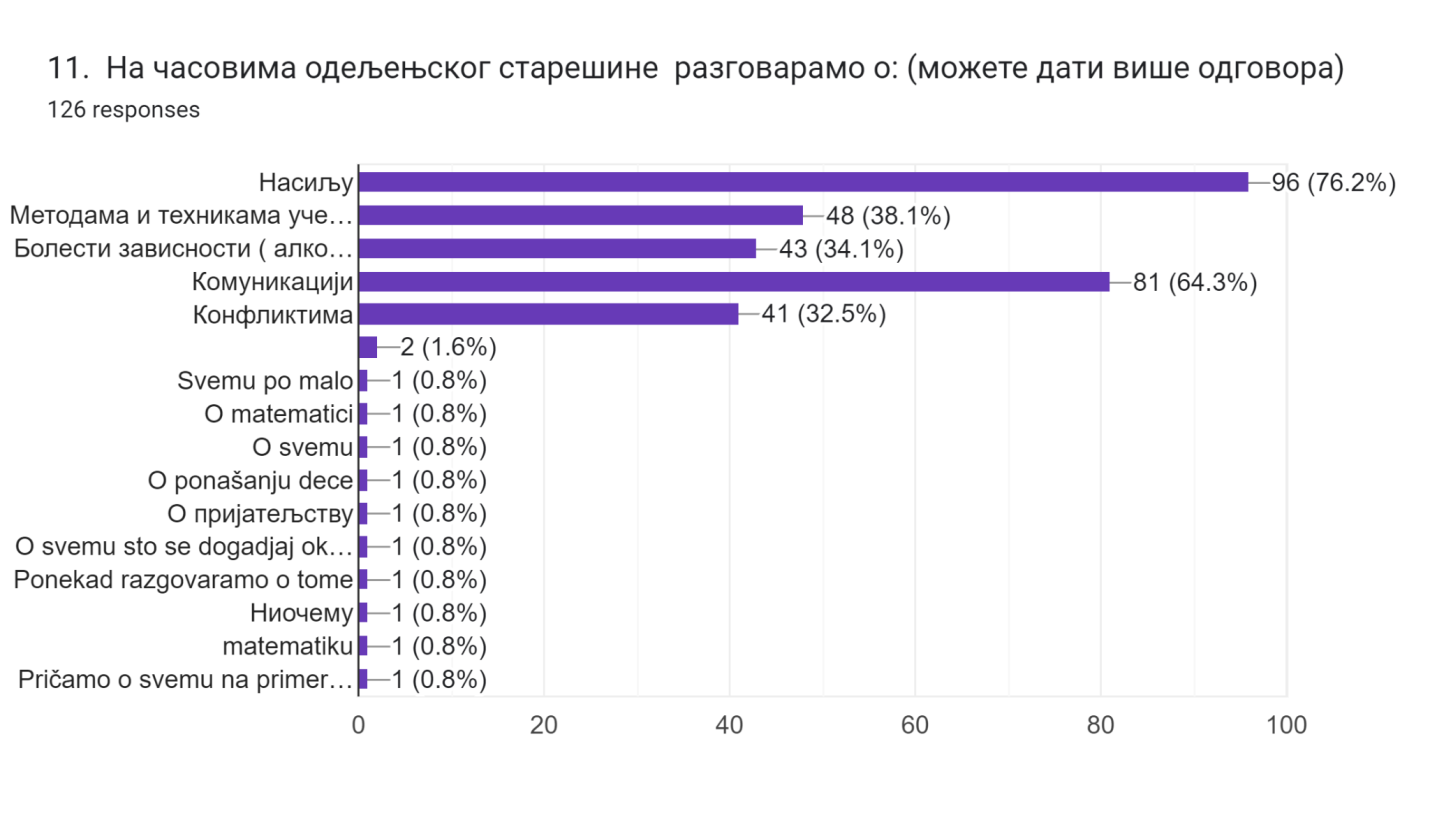 11. На часовима одељењског старешине разговарамо о: (можете дати више одговора)
126 responses
Насиљу 96 (76.2%)
Методама и техникама уче… 48 (38.1%)
Болести зависности ( алко… 43 (34.1%)
Комуникацији 81 (64.3%)
Конфликтима 41 (32.5%)
2 (1.6%)
Svemu po malo 1 (0.8%)
O matematici 1 (0.8%)
O svemu 1 (0.8%)
O ponašanju dece 1 (0.8%)
О пријатељству 1 (0.8%)
O svemu sto se dogadjaj ok… 1 (0.8%)
Ponekad razgovaramo o tome 1 (0.8%)
Ниочему 1 (0.8%)
matematiku 1 (0.8%)
Pričamo o svemu na primer… 1 (0.8%)
0 20 40 60 80 100